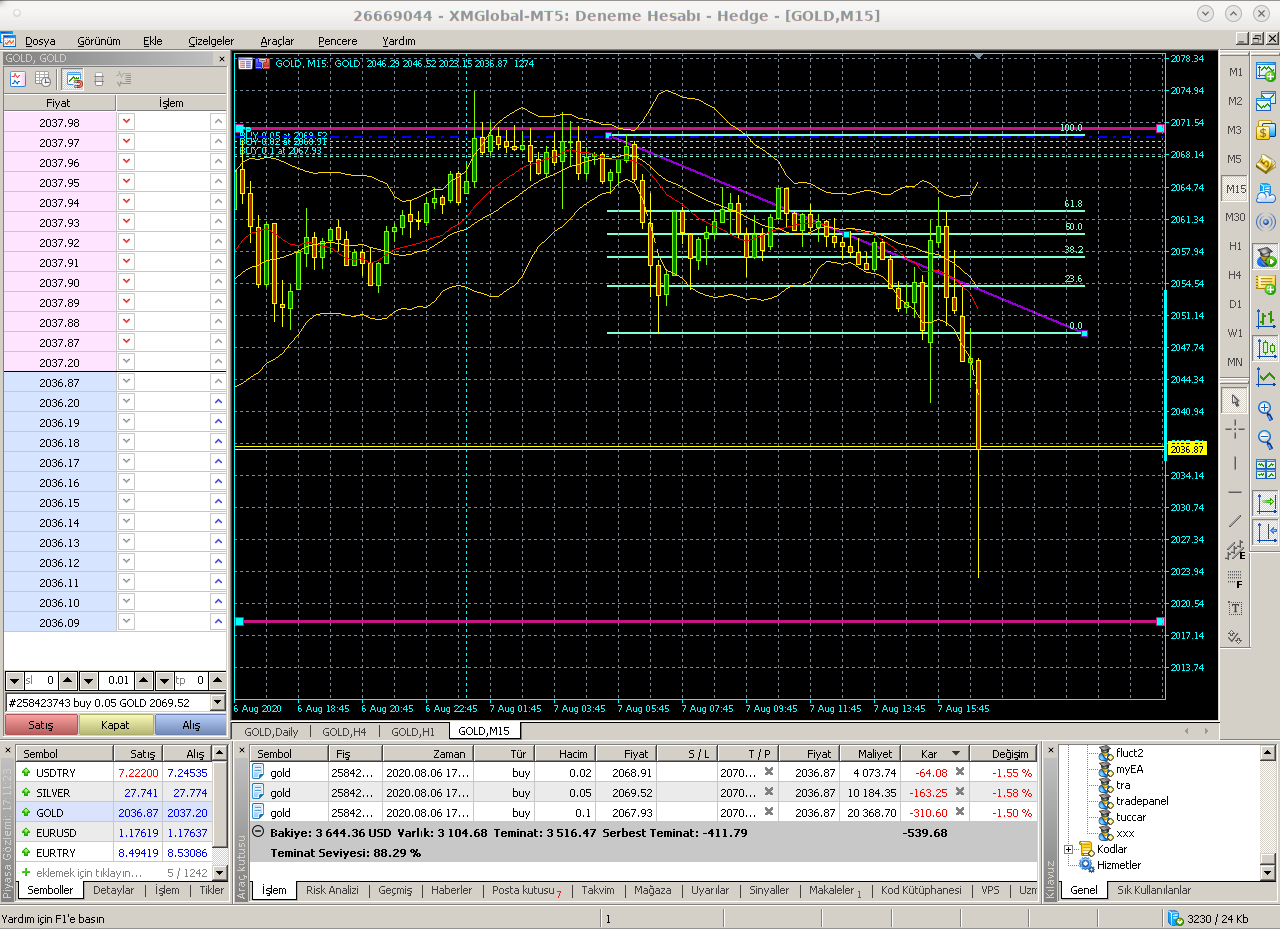 26669044 - XMGlobal-MT5: Deneme Hesabı - Hedge - [GOLD,M15]
Dosya Görünüm Ekle Çizelgeler Araçlar Pencere Yardım
GOLD, GOLD
Fiyat İşlem
2037.98
2037.97
2037.96
2037.95
2037.94
2037.93
2037.92
2037.91
2037.90
2037.89
2037.88
2037.87
2037.20
2036.87
2036.20
2036.19
2036.18
2036.17
2036.16
2036.15
2036.14
2036.13
2036.12
2036.11
2036.10
2036.09
sl 0 0.01 tp 0
#258423743 buy 0.05 GOLD 2069.52
Satış Kapat Alış
GOLD, M15: GOLD 2046.29 2046.52 2023.15 2036.87 1274
BUY 0.05 at 2069.52
BUY 0.02 at 2068.91
BUY 0.1 at 2067.93
100.0
61.8
50.0
38.2
23.6
0.0
2078.34
2074.94
2071.54
2068.14
2064.74
2061.34
2057.94
2054.54
2051.14
2047.74
2044.34
2040.94
2036.87
2034.14
2030.74
2027.34
2023.94
2020.54
2017.14
2013.74
6 Aug 2020 6 Aug 18:45 6 Aug 20:45 6 Aug 22:45 7 Aug 01:45 7 Aug 03:45 7 Aug 05:45 7 Aug 07:45 7 Aug 09:45 7 Aug 11:45 7 Aug 13:45 7 Aug 15:45
GOLD,Daily GOLD,H4 GOLD,H1 GOLD,M15
M1
M2
M3
M5
M15
M30
H1
H4
D1
W1
MN
E
F
T
Piyasa Gözlemi: 17:11:23
Sembol Satış Alış
USDTRY 7.22200 7.24535
SILVER 27.741 27.774
GOLD 2036.87 2037.20
EURUSD 1.17619 1.17637
EURTRY 8.49419 8.53086
eklemek için tıklayın... 5 / 1242
Semboller Detaylar İşlem Tikler
Araç kutusu
Sembol Fiş Zaman Tür Hacim Fiyat S / L T / P Fiyat Maliyet Kar Değişim
gold 25842... 2020.08.06 17... buy 0.02 2068.91 2070... 2036.87 4 073.74 -64.08 -1.55 %
gold 25842... 2020.08.06 17... buy 0.05 2069.52 2070... 2036.87 10 184.35 -163.25 -1.58 %
gold 25842... 2020.08.06 17... buy 0.1 2067.93 2070... 2036.87 20 368.70 -310.60 -1.50 %
Bakiye: 3 644.36 USD Varlık: 3 104.68 Teminat: 3 516.47 Serbest Teminat: -411.79 -539.68
Teminat Seviyesi: 88.29 %
İşlem Risk Analizi Geçmiş Haberler Posta kutusu 7 Takvim Mağaza Uyarılar Sinyaller Makaleler 1 Kod Kütüphanesi VPS Uzm
Kılavuz
fluct2
myEA
tra
tradepanel
tuccar
xxx
Kodlar
Hizmetler
Genel Sık Kullanılanlar
Yardım için F1'e basın 1 3230 / 24 Kb